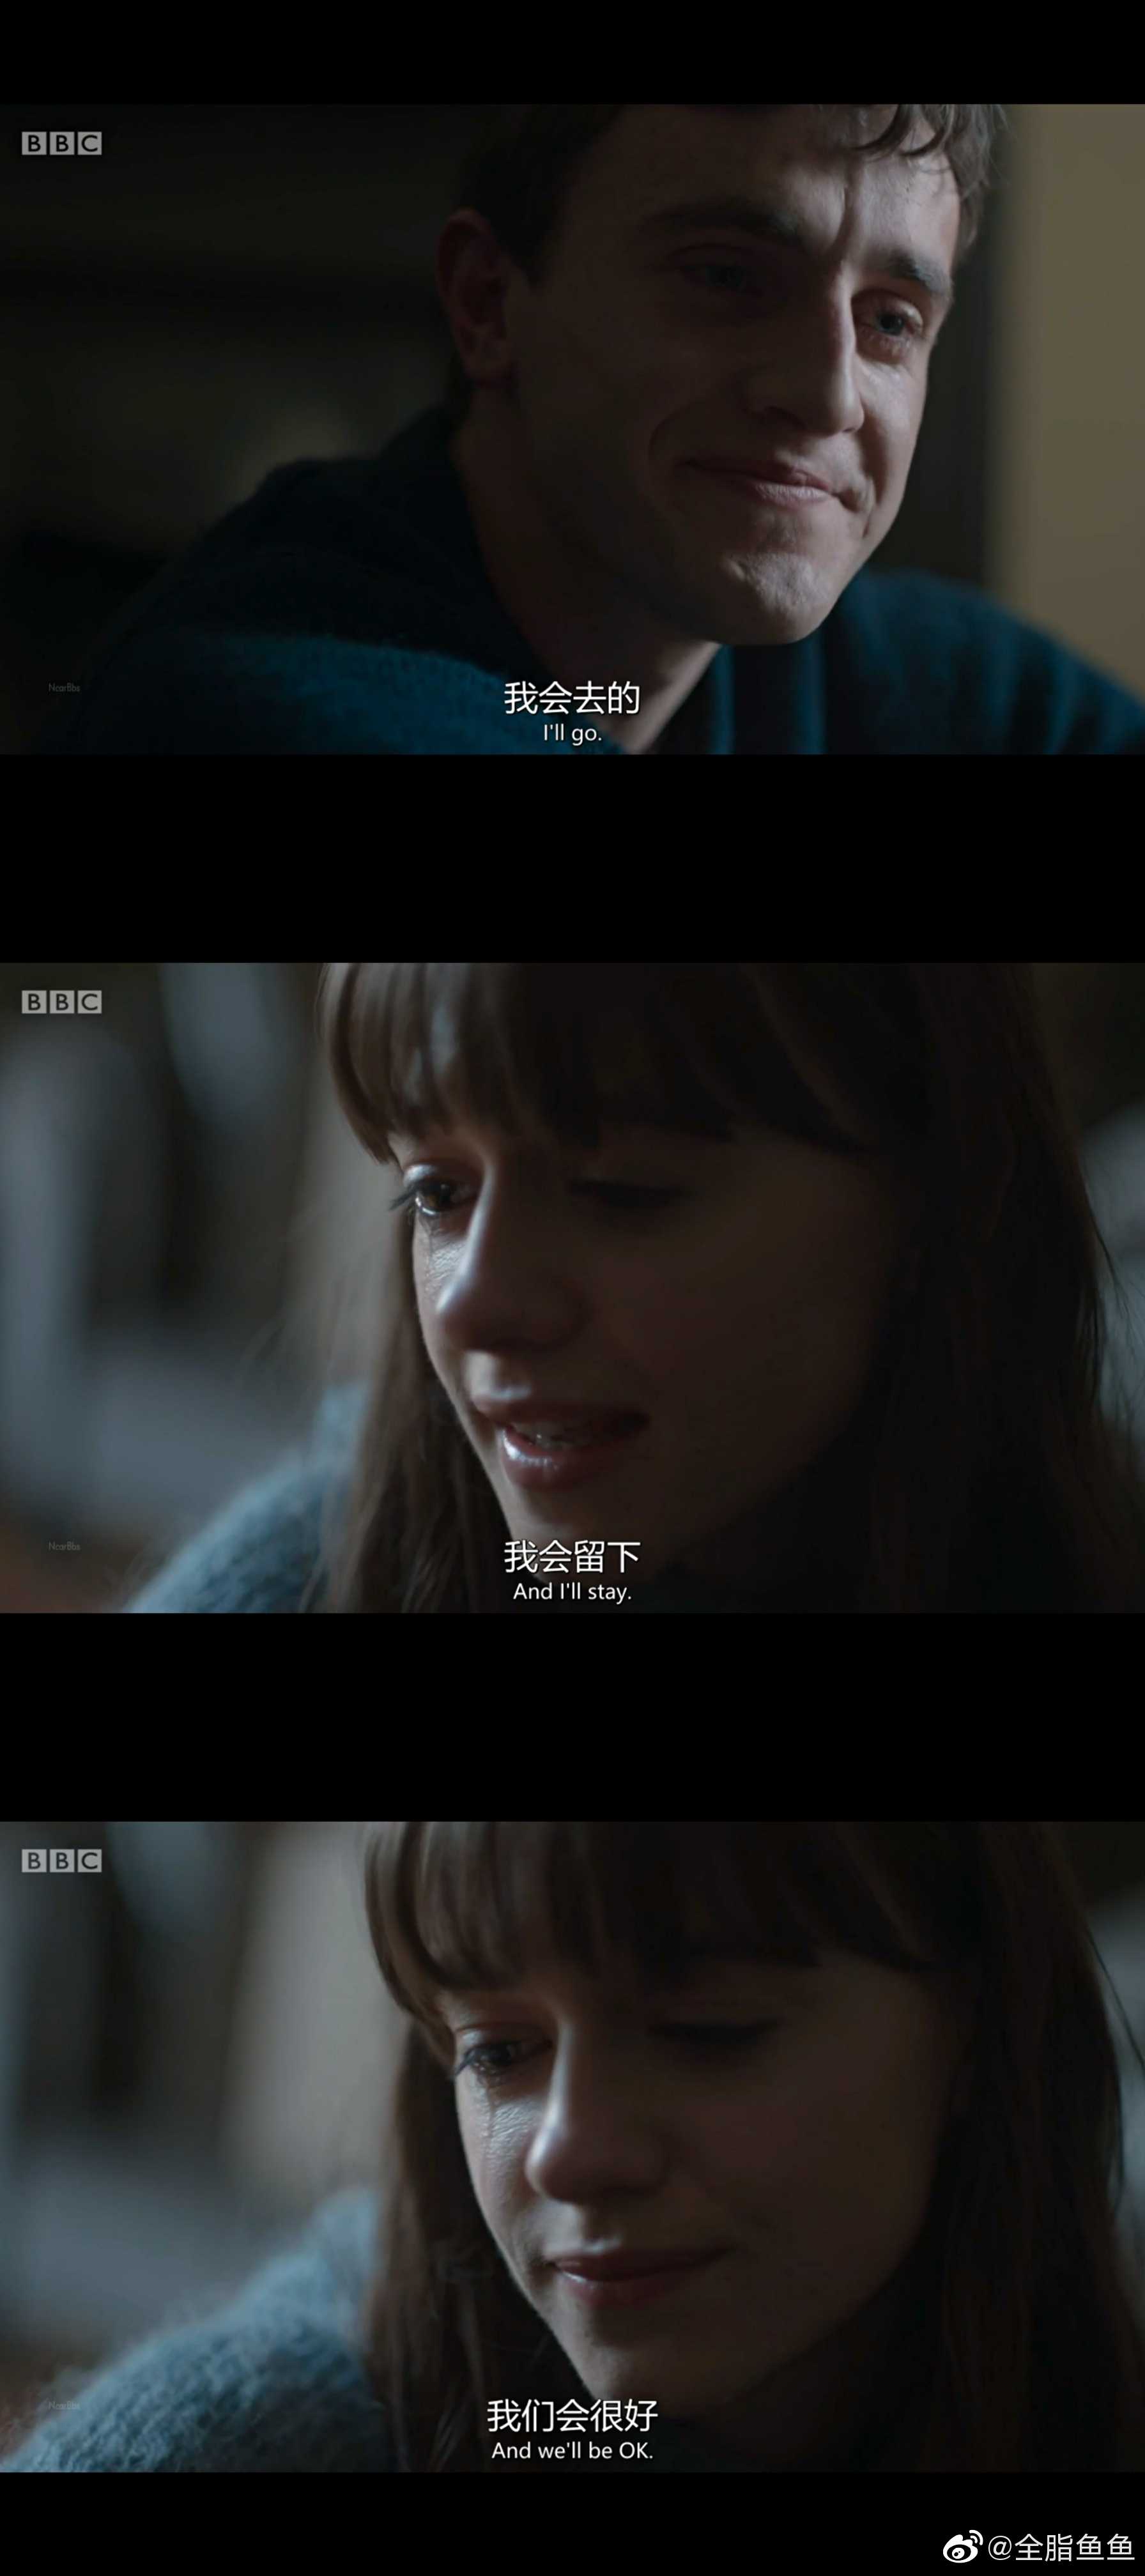 BBC
我会去的
I'll go.
BBC
我会留下
And I'll stay.
BBC
我们会很好
And we'll be OK.
@全脂鱼鱼